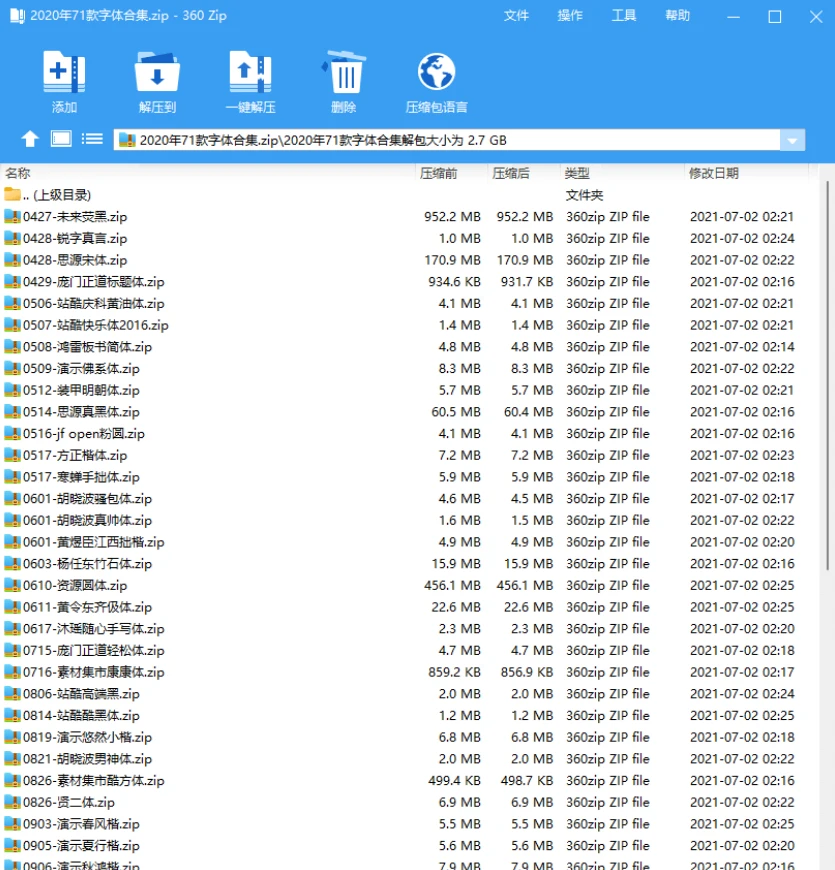 2020年71款字体合集.zip - 360 Zip 文件 操作 工具 帮助
添加 解压到 一键解压 删除 压缩包语言
2020年71款字体合集.zip\2020年71款字体合集解包大小为 2.7 GB
名称 压缩前 压缩后 类型 修改日期
.. (上级目录) 文件夹
0427-未来荧黑.zip 952.2 MB 952.2 MB 360zip ZIP file 2021-07-02 02:21
0428-锐字真言.zip 1.0 MB 1.0 MB 360zip ZIP file 2021-07-02 02:24
0428-思源宋体.zip 170.9 MB 170.9 MB 360zip ZIP file 2021-07-02 02:22
0429-庞门正道标题体.zip 934.6 KB 931.7 KB 360zip ZIP file 2021-07-02 02:16
0506-站酷庆科黄油体.zip 4.1 MB 4.1 MB 360zip ZIP file 2021-07-02 02:21
0507-站酷快乐体2016.zip 1.4 MB 1.4 MB 360zip ZIP file 2021-07-02 02:21
0508-鸿雷板书简体.zip 4.8 MB 4.8 MB 360zip ZIP file 2021-07-02 02:14
0509-演示佛系体.zip 8.3 MB 8.3 MB 360zip ZIP file 2021-07-02 02:22
0512-装甲明朝体.zip 5.7 MB 5.7 MB 360zip ZIP file 2021-07-02 02:21
0514-思源真黑体.zip 60.5 MB 60.4 MB 360zip ZIP file 2021-07-02 02:16
0516-jf open粉圆.zip 4.1 MB 4.1 MB 360zip ZIP file 2021-07-02 02:16
0517-方正楷体.zip 7.2 MB 7.2 MB 360zip ZIP file 2021-07-02 02:23
0517-寒蝉手拙体.zip 5.9 MB 5.9 MB 360zip ZIP file 2021-07-02 02:18
0601-胡晓波骚包体.zip 4.6 MB 4.5 MB 360zip ZIP file 2021-07-02 02:17
0601-胡晓波真帅体.zip 1.6 MB 1.5 MB 360zip ZIP file 2021-07-02 02:22
0601-黄煜臣江西拙楷.zip 4.9 MB 4.9 MB 360zip ZIP file 2021-07-02 02:20
0603-杨任东竹石体.zip 15.9 MB 15.9 MB 360zip ZIP file 2021-07-02 02:16
0610-资源圆体.zip 456.1 MB 456.1 MB 360zip ZIP file 2021-07-02 02:25
0611-黄令东齐伋体.zip 22.6 MB 22.6 MB 360zip ZIP file 2021-07-02 02:25
0617-沐瑶随心手写体.zip 2.3 MB 2.3 MB 360zip ZIP file 2021-07-02 02:20
0715-庞门正道轻松体.zip 4.7 MB 4.7 MB 360zip ZIP file 2021-07-02 02:18
0716-素材集市康康体.zip 859.2 KB 856.9 KB 360zip ZIP file 2021-07-02 02:17
0806-站酷高端黑.zip 2.0 MB 2.0 MB 360zip ZIP file 2021-07-02 02:24
0814-站酷酷黑体.zip 1.2 MB 1.2 MB 360zip ZIP file 2021-07-02 02:25
0819-演示悠然小楷.zip 6.8 MB 6.8 MB 360zip ZIP file 2021-07-02 02:18
0821-胡晓波男神体.zip 2.0 MB 2.0 MB 360zip ZIP file 2021-07-02 02:22
0826-素材集市酷方体.zip 499.4 KB 498.7 KB 360zip ZIP file 2021-07-02 02:16
0826-贤二体.zip 6.9 MB 6.9 MB 360zip ZIP file 2021-07-02 02:22
0903-演示春风楷.zip 5.5 MB 5.5 MB 360zip ZIP file 2021-07-02 02:25
0905-演示夏行楷.zip 5.6 MB 5.6 MB 360zip ZIP file 2021-07-02 02:20
0906-演示秋鸿楷.zip 7.9 MB 7.9 MB 360zip ZIP file 2021-07-02 02:16